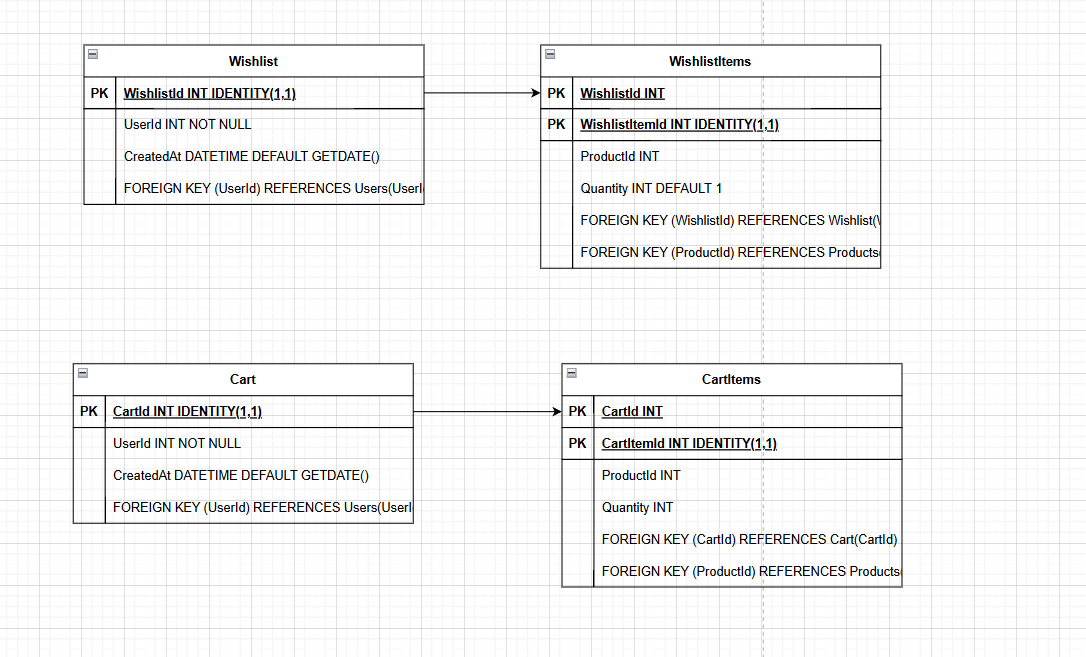 Wishlist
PK WishlistId INT IDENTITY(1,1)
UserId INT NOT NULL
CreatedAt DATETIME DEFAULT GETDATE()
FOREIGN KEY (UserId) REFERENCES Users(UserI
WishlistItems
PK WishlistId INT
PK WishlistItemId INT IDENTITY(1,1)
ProductId INT
Quantity INT DEFAULT 1
FOREIGN KEY (WishlistId) REFERENCES Wishlist(
FOREIGN KEY (ProductId) REFERENCES Products(
Cart
PK CartId INT IDENTITY(1,1)
UserId INT NOT NULL
CreatedAt DATETIME DEFAULT GETDATE()
FOREIGN KEY (UserId) REFERENCES Users(UserI
CartItems
PK CartId INT
PK CartItemId INT IDENTITY(1,1)
ProductId INT
Quantity INT
FOREIGN KEY (CartId) REFERENCES Cart(CartId)
FOREIGN KEY (ProductId) REFERENCES Products(